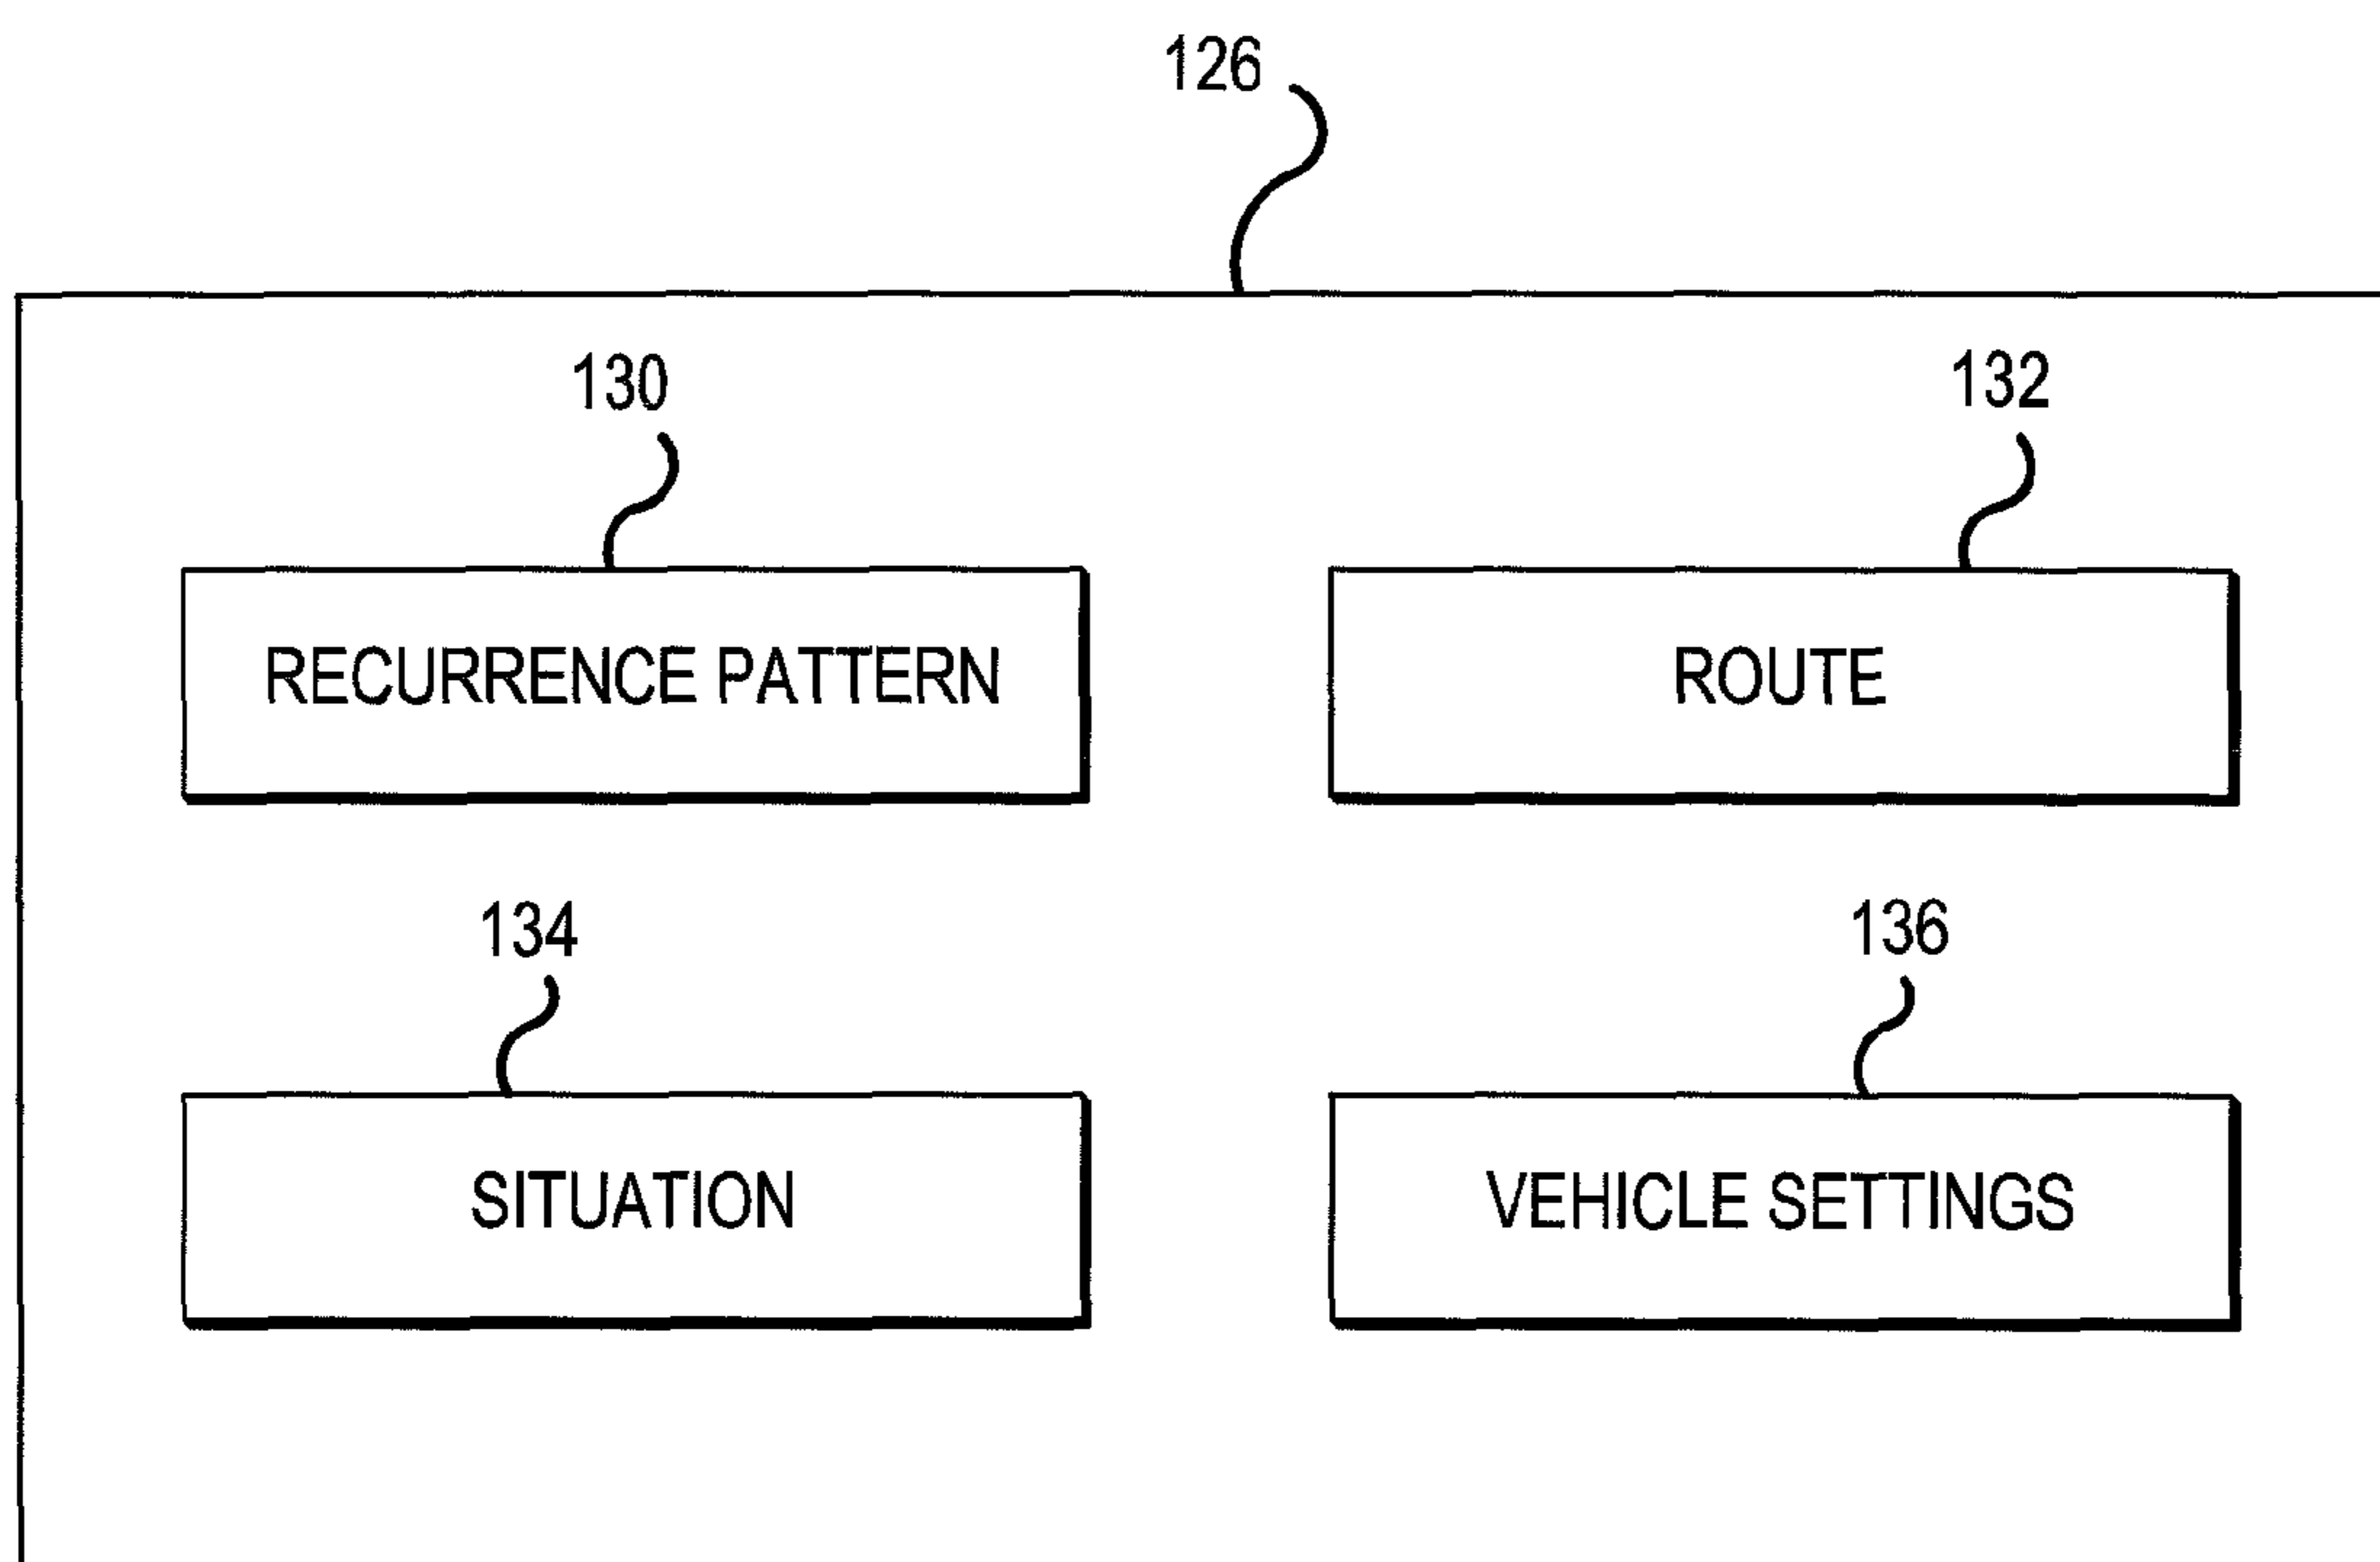 126
130
132
RECURRENCE PATTERN
ROUTE
134
136
SITUATION
VEHICLE SETTINGS